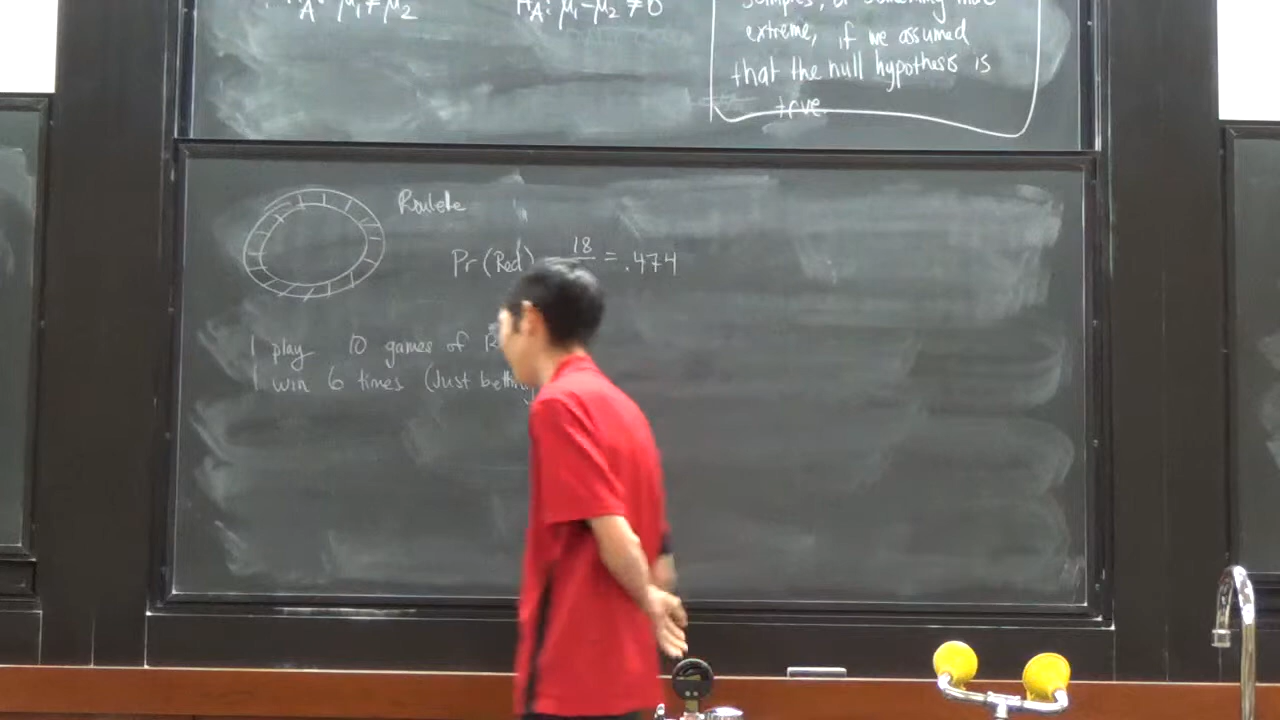 H_A: μ₁ ≠ μ₂
H_A: μ₁-μ₂ ≠ 0
extreme, if we assumed
that the null hypothesis is
true
Roulete
Pr(Red) 18 = .474
I play 10 games of
I win 6 times (Just betting